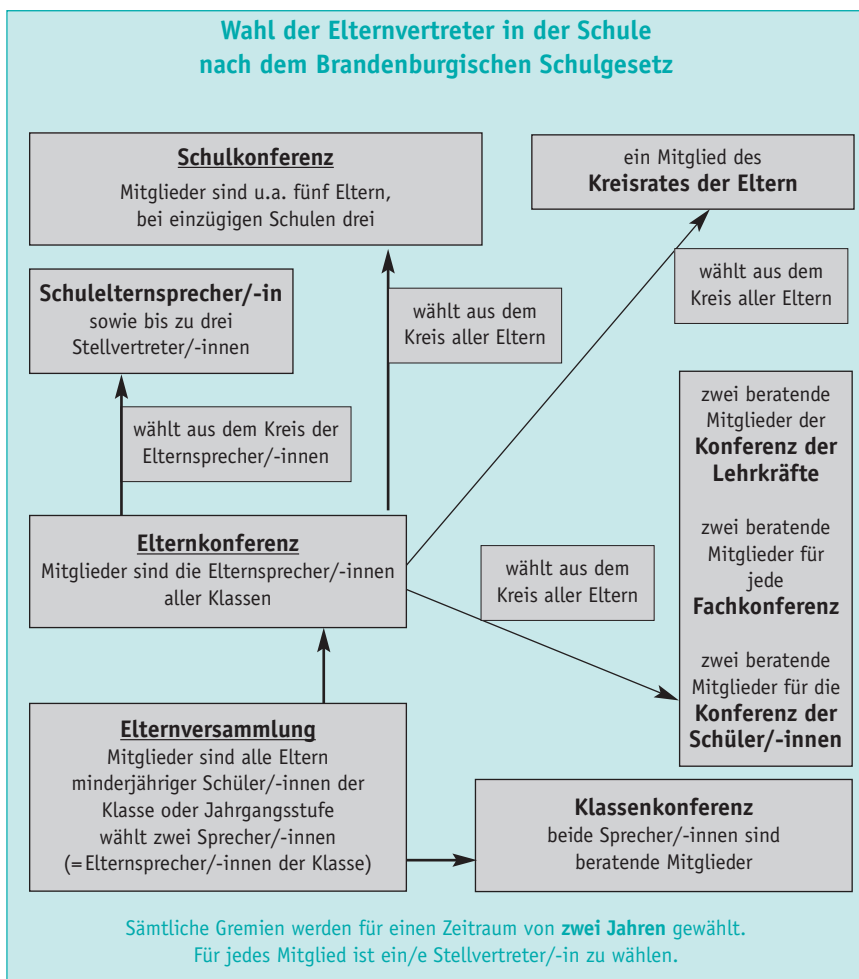 Wahl der Elternvertreter in der Schule
nach dem Brandenburgischen Schulgesetz
Schulkonferenz
Mitglieder sind u.a. fünf Eltern,
bei einzügigen Schulen drei
ein Mitglied des
Kreisrates der Eltern
Schulelternsprecher/-in
sowie bis zu drei
Stellvertreter/-innen
wählt aus dem
Kreis aller Eltern
wählt aus dem
Kreis aller Eltern
wählt aus dem Kreis der
Elternsprecher/-innen
zwei beratende
Mitglieder der
Konferenz der
Lehrkräfte
zwei beratende
Mitglieder für
jede
Fachkonferenz
zwei beratende
Mitglieder für die
Konferenz der
Schüler/-innen
Elternkonferenz
Mitglieder sind die Elternsprecher/-innen
aller Klassen
wählt aus dem
Kreis aller Eltern
Elternversammlung
Mitglieder sind alle Eltern
minderjähriger Schüler/-innen der
Klasse oder Jahrgangsstufe
wählt zwei Sprecher/-innen
(=Elternsprecher/-innen der Klasse)
Klassenkonferenz
beide Sprecher/-innen sind
beratende Mitglieder
Sämtliche Gremien werden für einen Zeitraum von zwei Jahren gewählt.
Für jedes Mitglied ist ein/e Stellvertreter/-in zu wählen.